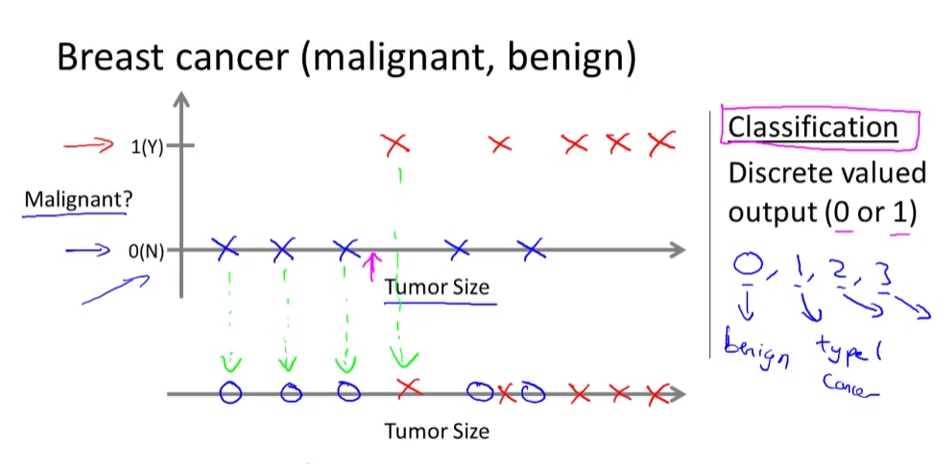 Breast cancer (malignant, benign)
1(Y)
Malignant?
0(N)
Tumor Size
Tumor Size
Classification
Discrete valued
output (0 or 1)
0, 1, 2, 3
benign
type 1
cancer